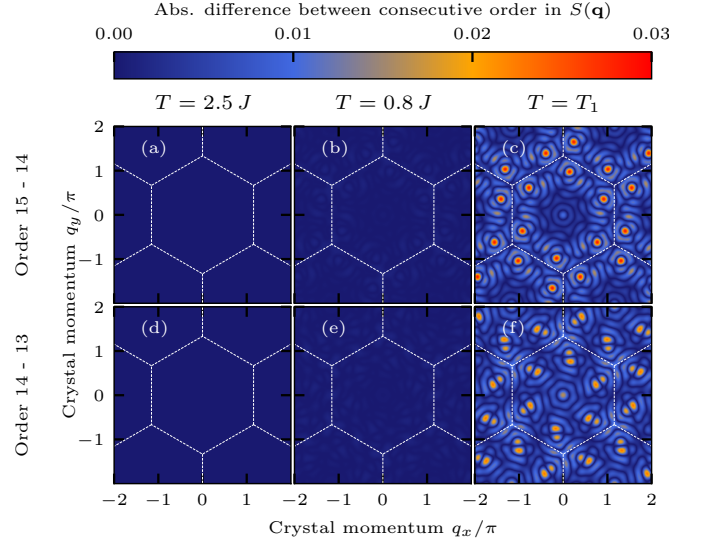 Abs. difference between consecutive order in S(q)
0.00 0.01 0.02 0.03
T = 2.5 J T = 0.8 J T = T₁
Order 15 - 14
Order 14 - 13
Crystal momentum q_y/π
2 1 0 −1
(a) (b) (c)
2 1 0 −1
(d) (e) (f)
−2 −1 0 1 −2 −1 0 1 −2 −1 0 1 2
Crystal momentum q_x/π